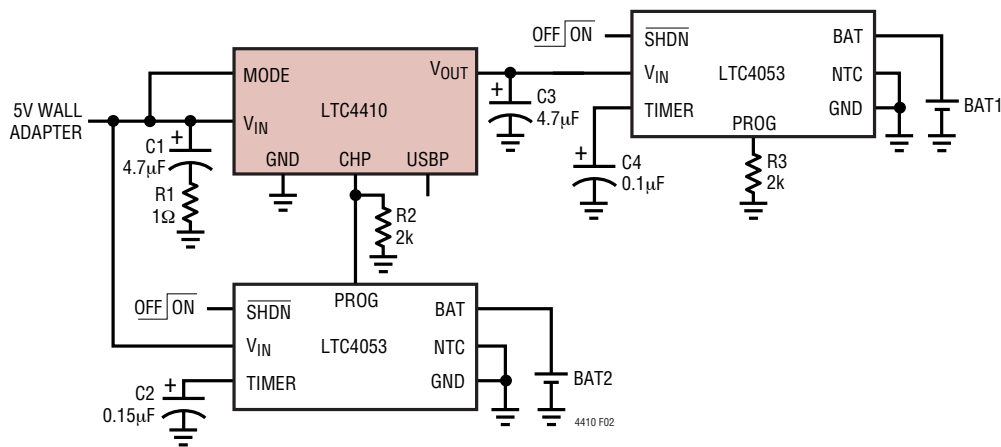 5V WALL
ADAPTER
C1
4.7µF
R1
1Ω
MODE
VIN
LTC4410
VOUT
GND
CHP
USBP
C3
4.7µF
R2
2k
OFF ON
SHDN
VIN
TIMER
LTC4053
PROG
BAT
NTC
GND
BAT1
C4
0.1µF
R3
2k
OFF ON
SHDN
VIN
TIMER
PROG
LTC4053
BAT
NTC
GND
BAT2
C2
0.15µF
4410 F02